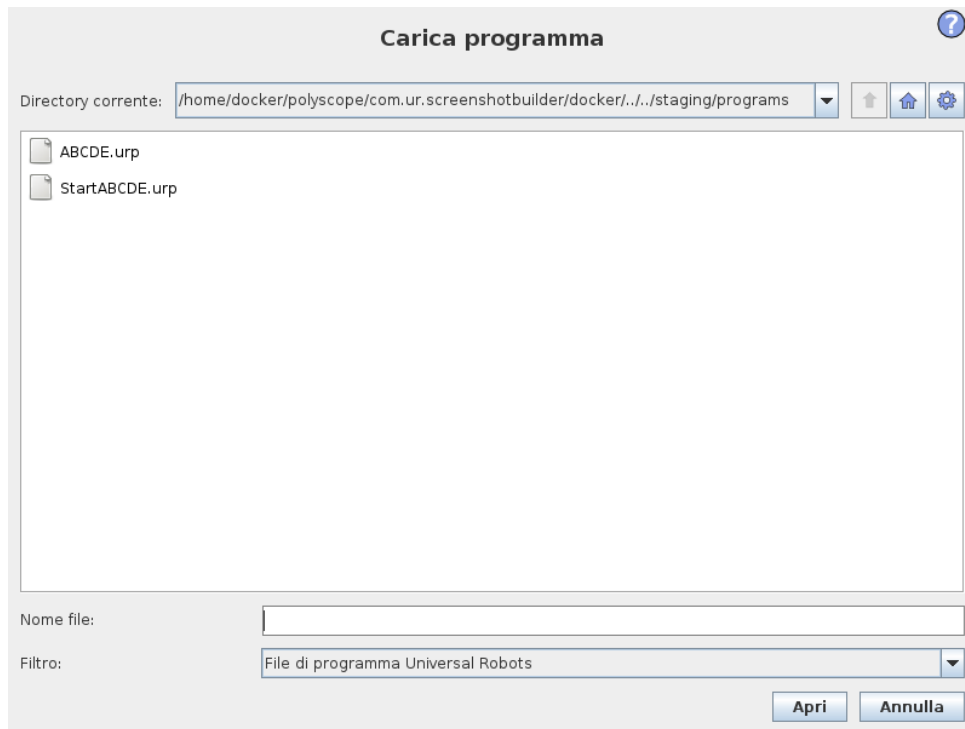 Carica programma
?
Directory corrente: /home/docker/polyscope/com.ur.screenshotbuilder/docker/../../staging/programs
ABCDE.urp
StartABCDE.urp
Nome file:
Filtro: File di programma Universal Robots
Apri Annulla